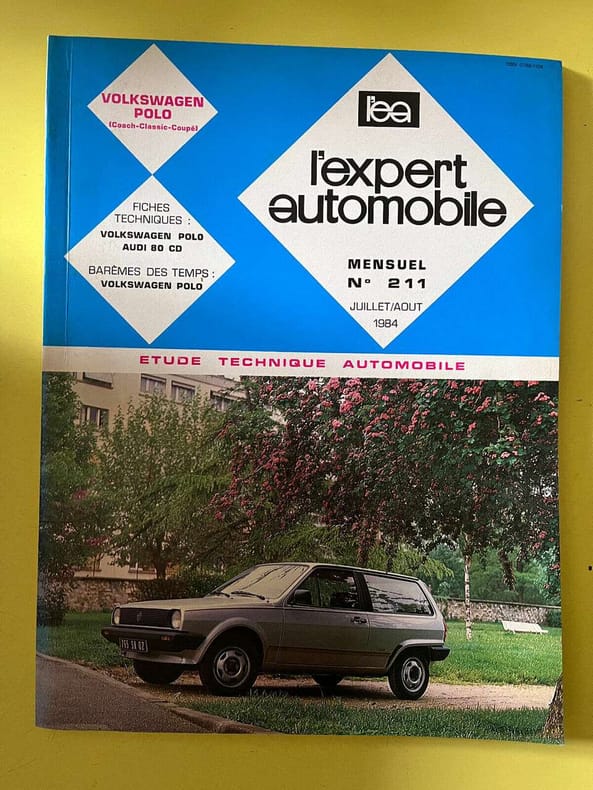 VOLKSWAGEN
POLO
(Coach-Classic-Coupé)
FICHES
TECHNIQUES :
VOLKSWAGEN POLO
AUDI 80 CD
BARÈMES DES TEMPS :
VOLKSWAGEN POLO
l'ea
l'expert
automobile
MENSUEL
N° 211
JUILLET/AOUT
1984
ETUDE TECHNIQUE AUTOMOBILE